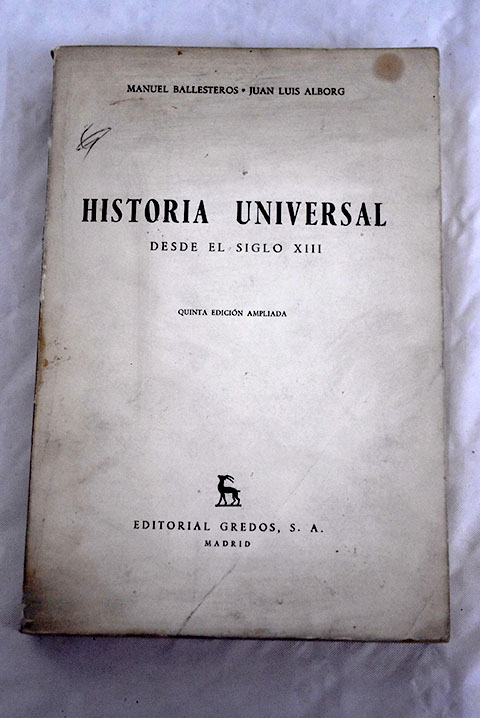 MANUEL BALLESTEROS • JUAN LUIS ALBORG
HISTORIA UNIVERSAL
DESDE EL SIGLO XIII
QUINTA EDICIÓN AMPLIADA
EDITORIAL GREDOS, S. A.
MADRID